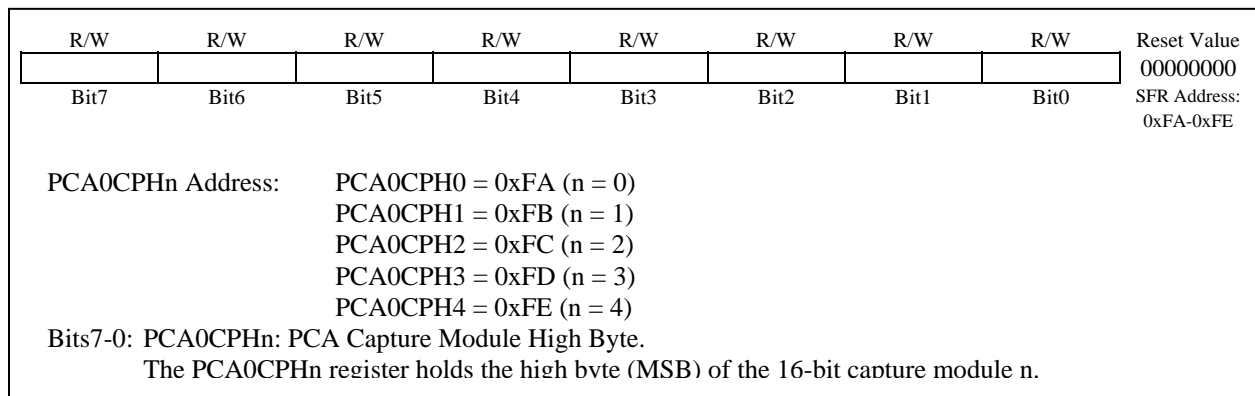 R/W R/W R/W R/W R/W R/W R/W R/W Reset Value
00000000
Bit7 Bit6 Bit5 Bit4 Bit3 Bit2 Bit1 Bit0 SFR Address:
0xFA-0xFE
PCA0CPHn Address: PCA0CPH0 = 0xFA (n = 0)
PCA0CPH1 = 0xFB (n = 1)
PCA0CPH2 = 0xFC (n = 2)
PCA0CPH3 = 0xFD (n = 3)
PCA0CPH4 = 0xFE (n = 4)
Bits7-0: PCA0CPHn: PCA Capture Module High Byte.
The PCA0CPHn register holds the high byte (MSB) of the 16-bit capture module n.